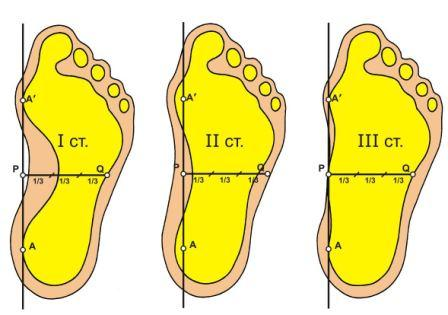 A' A' A'
I ст. II ст. III ст.
P Q P Q P Q
1/3 1/3 1/3 1/3 1/3 1/3 1/3 1/3 1/3
A A A